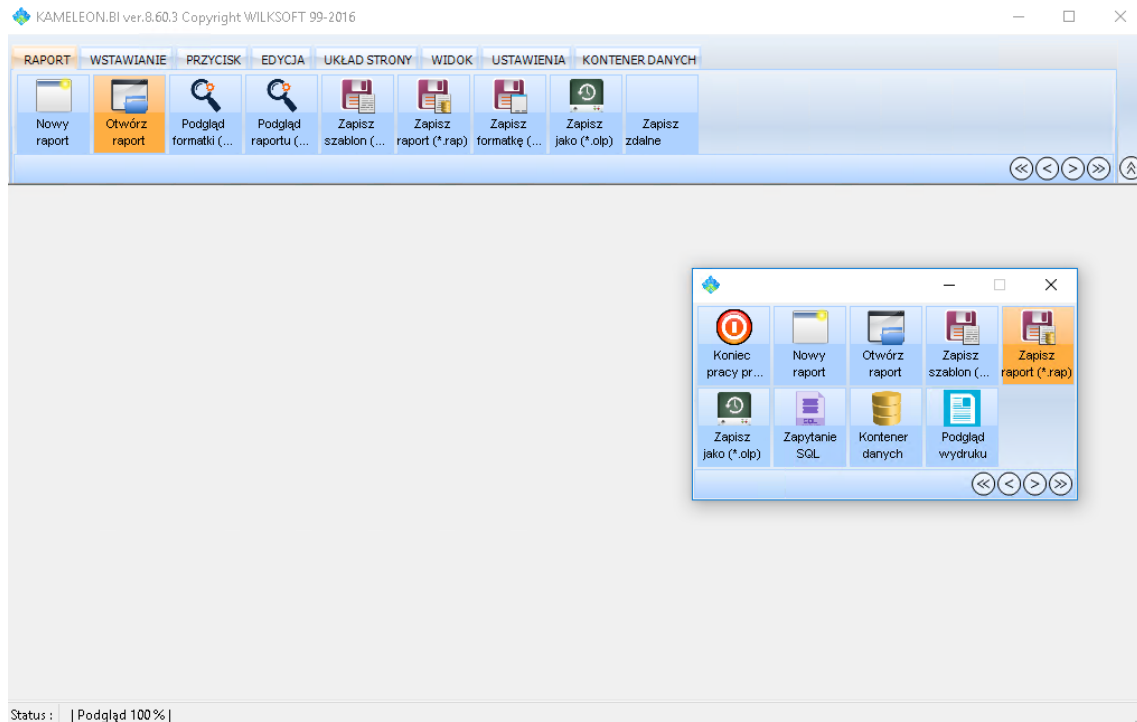 KAMELEON.BI ver.8.60.3 Copyright WILKSOFT 99-2016
RAPORT WSTAWIANIE PRZYCISK EDYCJA UKŁAD STRONY WIDOK USTAWIENIA KONTENER DANYCH
Nowy raport
Otwórz raport
Podgląd formatki (...
Podgląd raportu (...
Zapisz szablon (...
Zapisz raport (*.rap)
Zapisz formatkę (...
Zapisz jako (*.olp)
Zapisz zdalne
Koniec pracy pr...
Nowy raport
Otwórz raport
Zapisz szablon (...
Zapisz raport (*.rap)
Zapisz jako (*.olp)
SQL
Zapytanie SQL
Kontener danych
Podgląd wydruku
Status : | Podgląd 100% |